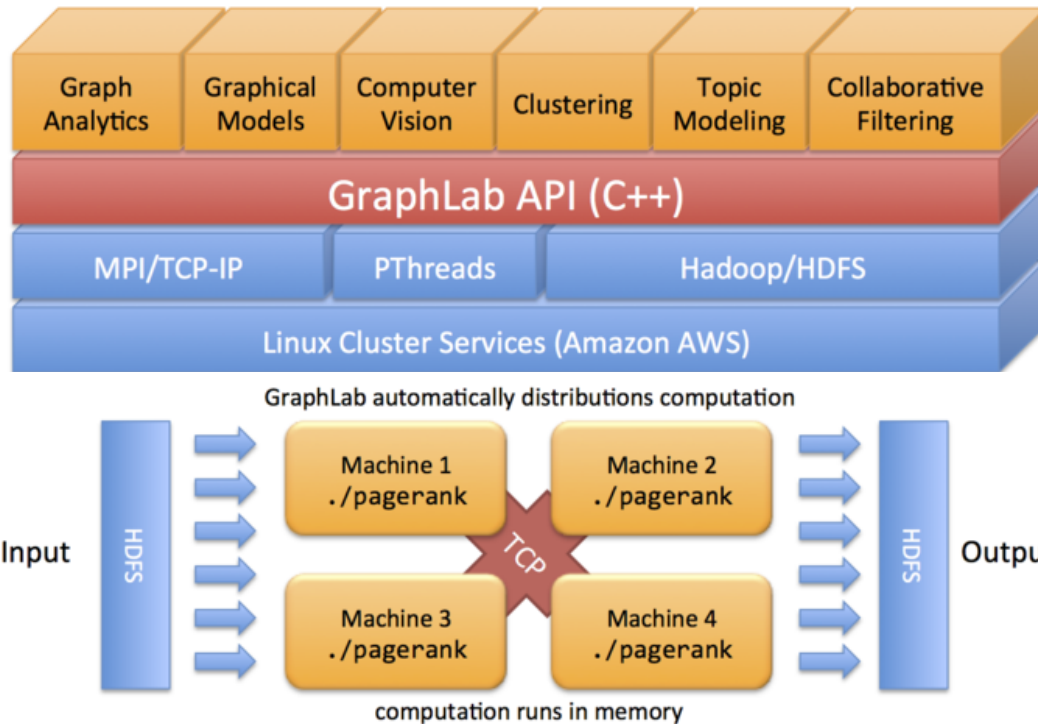 Graph
Analytics
Graphical
Models
Computer
Vision
Clustering
Topic
Modeling
Collaborative
Filtering
GraphLab API (C++)
MPI/TCP-IP
PThreads
Hadoop/HDFS
Linux Cluster Services (Amazon AWS)
GraphLab automatically distributions computation
Input
HDFS
Machine 1
./pagerank
Machine 2
./pagerank
TCP
Machine 3
./pagerank
Machine 4
./pagerank
HDFS
Outpu
computation runs in memory